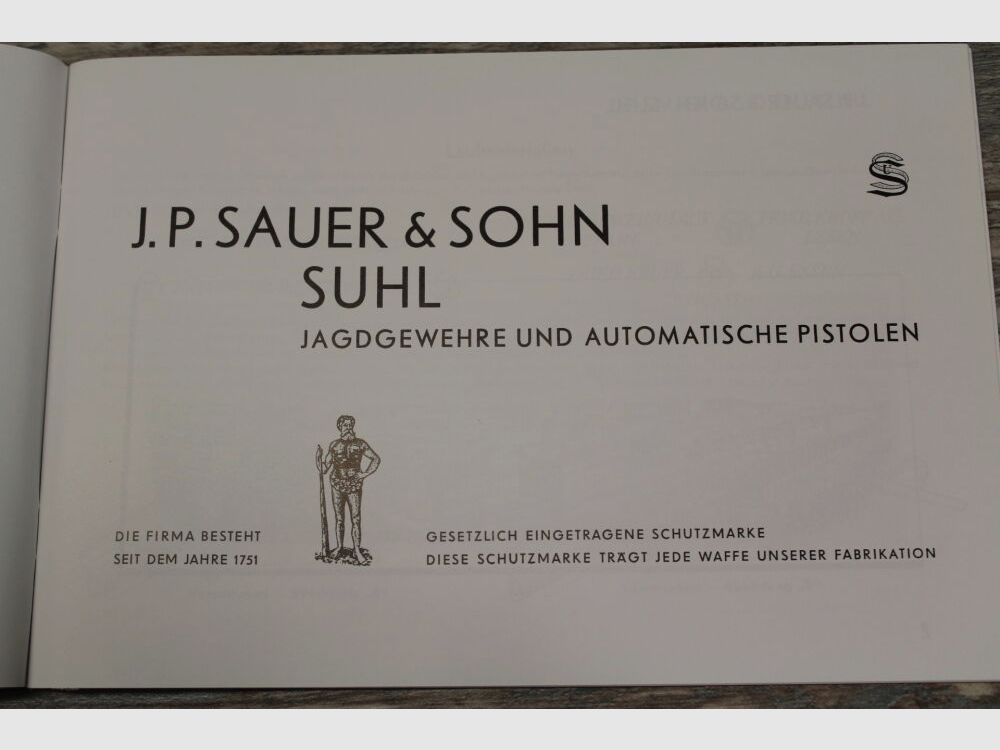 J. P. SAUER & SOHN
SUHL
JAGDGEWEHRE UND AUTOMATISCHE PISTOLEN
DIE FIRMA BESTEHT
SEIT DEM JAHRE 1751
GESETZLICH EINGETRAGENE SCHUTZMARKE
DIESE SCHUTZMARKE TRÄGT JEDE WAFFE UNSERER FABRIKATION